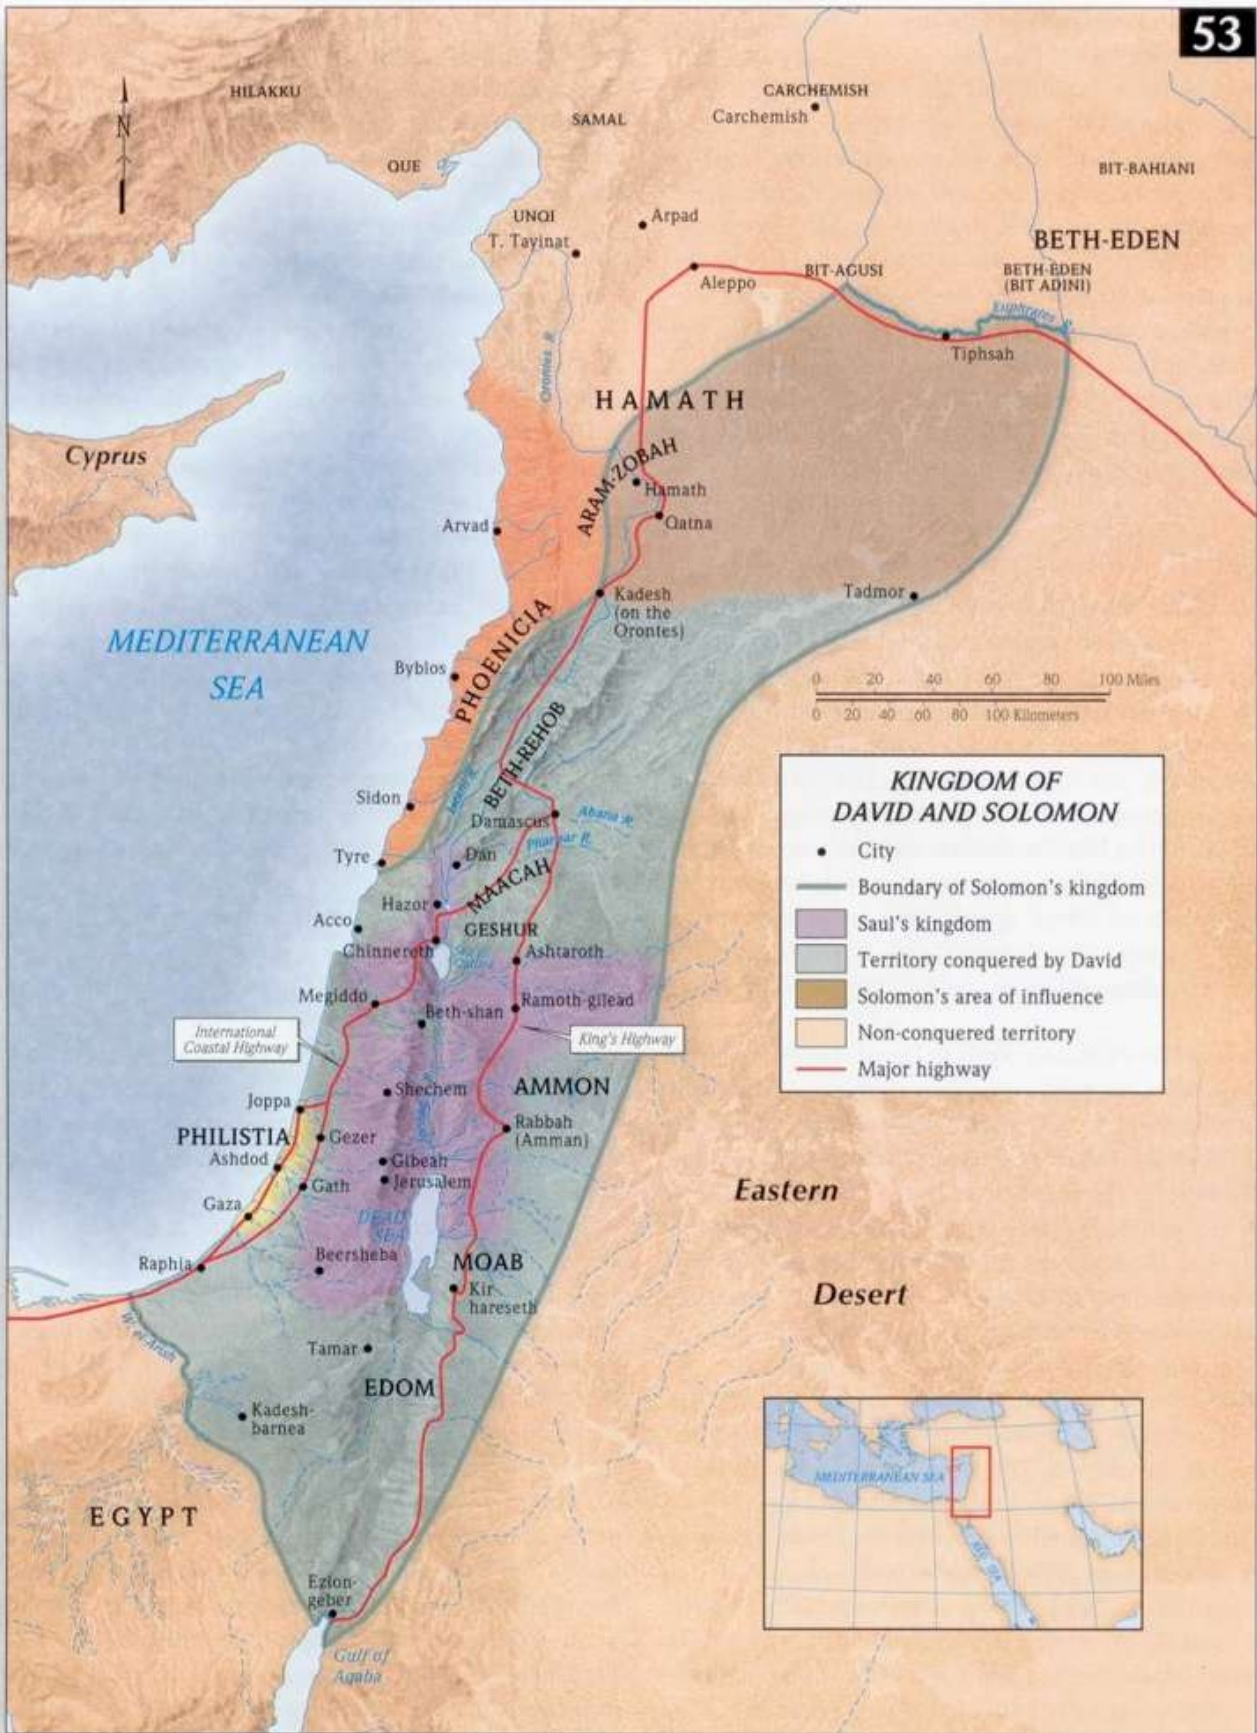 53
HILAKKU
CARCHEMISH
Carchemish
SAMAL
N
QUE
BIT-BAHIANI
UNQI
Arpad
T. Tayinat
BETH-EDEN
BIT-AGUSI
BETH-EDEN
(BIT ADINI)
Aleppo
Euphrates R.
Tiphsah
Orontes R.
HAMATH
Cyprus
ARAM-ZOBAH
Hamath
Qatna
Arvad
Kadesh
(on the
Orontes)
Tadmor
MEDITERRANEAN
SEA
PHOENICIA
Byblos
0 20 40 60 80 100 Miles
0 20 40 60 80 100 Kilometers
BETH-REHOB
KINGDOM OF
DAVID AND SOLOMON
City
Boundary of Solomon's kingdom
Saul's kingdom
Territory conquered by David
Solomon's area of influence
Non-conquered territory
Major highway
Sidon
Damascus
Abana R.
Pharpar R.
Tyre
Dan
MAACAH
Hazor
Acco
GESHUR
Chinnereth
Ashtaroth
Megiddo
Ramoth-gilead
Beth-shan
International
Coastal Highway
King's Highway
Shechem
AMMON
Joppa
Rabbah
(Amman)
PHILISTIA
Gezer
Ashdod
Gibeah
Jerusalem
Gath
Eastern
Gaza
DEAD
SEA
Beersheba
MOAB
Raphia
Kir
hareseth
Desert
W. el-Arish
Tamar
EDOM
Kadesh-
barnea
MEDITERRANEAN SEA
RED SEA
EGYPT
Ezion-
geber
Gulf of
Aqaba